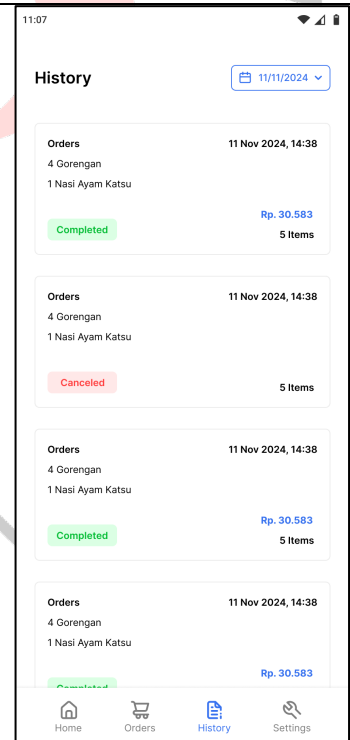 11:07
History
11/11/2024
Orders 11 Nov 2024, 14:38
4 Gorengan
1 Nasi Ayam Katsu
Rp. 30.583
Completed
5 Items
Orders 11 Nov 2024, 14:38
4 Gorengan
1 Nasi Ayam Katsu
Canceled
5 Items
Orders 11 Nov 2024, 14:38
4 Gorengan
1 Nasi Ayam Katsu
Rp. 30.583
Completed
5 Items
Orders 11 Nov 2024, 14:38
4 Gorengan
1 Nasi Ayam Katsu
Rp. 30.583
Completed
Home Orders History Settings